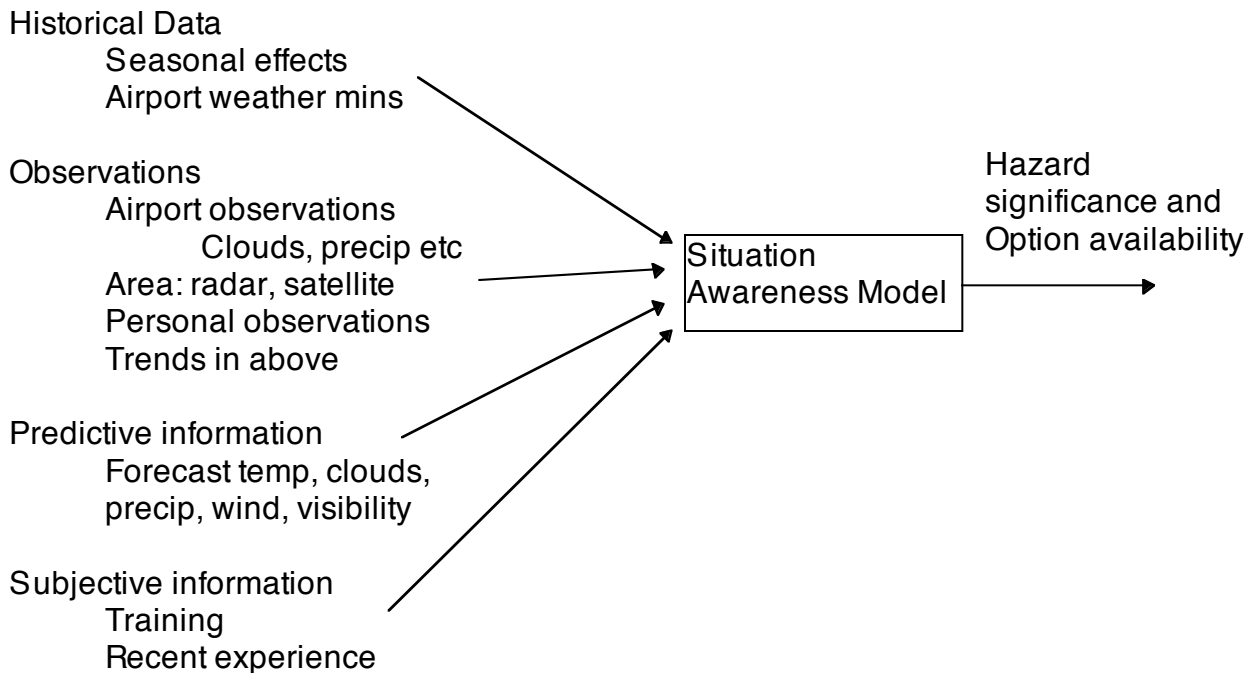 Historical Data
Seasonal effects
Airport weather mins
Observations
Airport observations
Clouds, precip etc
Area: radar, satellite
Personal observations
Trends in above
Predictive information
Forecast temp, clouds,
precip, wind, visibility
Subjective information
Training
Recent experience
Situation
Awareness Model
Hazard
significance and
Option availability